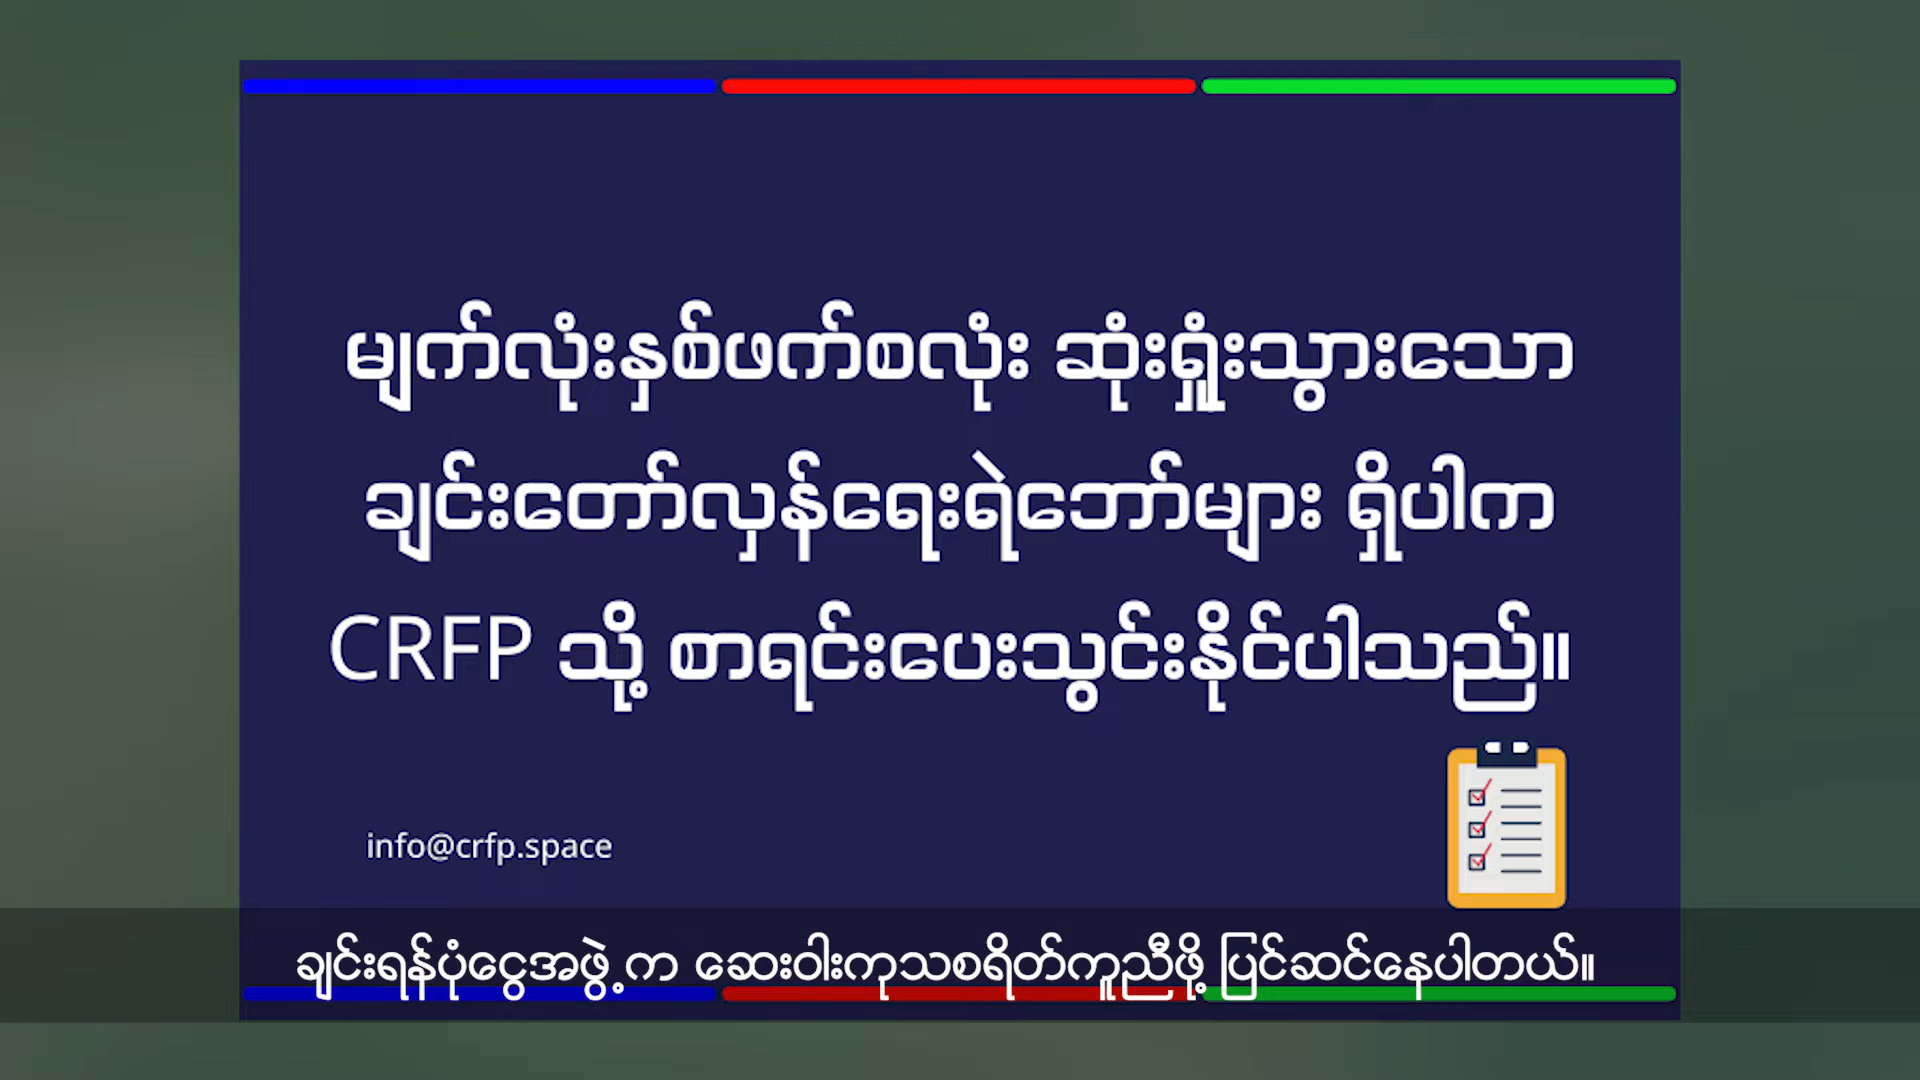 မျက်လုံးနှစ်ဖက်စလုံး ဆုံးရှုံးသွားသော
ချင်းတော်လှန်ရေးရဲဘော်များ ရှိပါက
CRFP သို့ စာရင်းပေးသွင်းနိုင်ပါသည်။
info@crfp.space
ချင်းရန်ပုံငွေအဖွဲ့က ဆေးဝါးကုသစရိတ်ကူညီဖို့ ပြင်ဆင်နေပါတယ်။